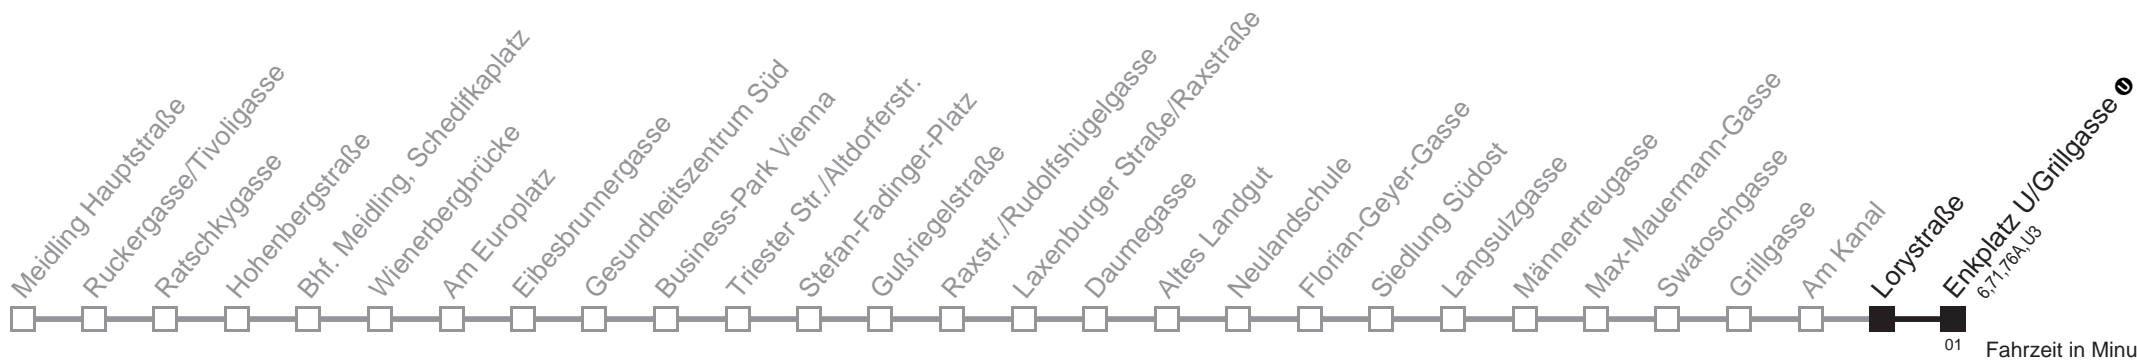 Meidling Hauptstraße
Ruckergasse/Tivoligasse
Ratschkygasse
Hohenbergstraße
Bhf. Meidling, Schedifkaplatz
Wienerbergbrücke
Am Europlatz
Eibesbrunnergasse
Gesundheitszentrum Süd
Business-Park Vienna
Triester Str./Altdorferstr.
Stefan-Fadinger-Platz
Gußriegelstraße
Raxstr./Rudolfshügelgasse
Laxenburger Straße/Raxstraße
Daumegasse
Altes Landgut
Neulandschule
Florian-Geyer-Gasse
Siedlung Südost
Langsulzgasse
Männertreugasse
Max-Mauermann-Gasse
Swatoschgasse
Grillgasse
Am Kanal
Lorystraße
Enkplatz U/Grillgasse U
6,71,76A,U3
01
Fahrzeit in Minu